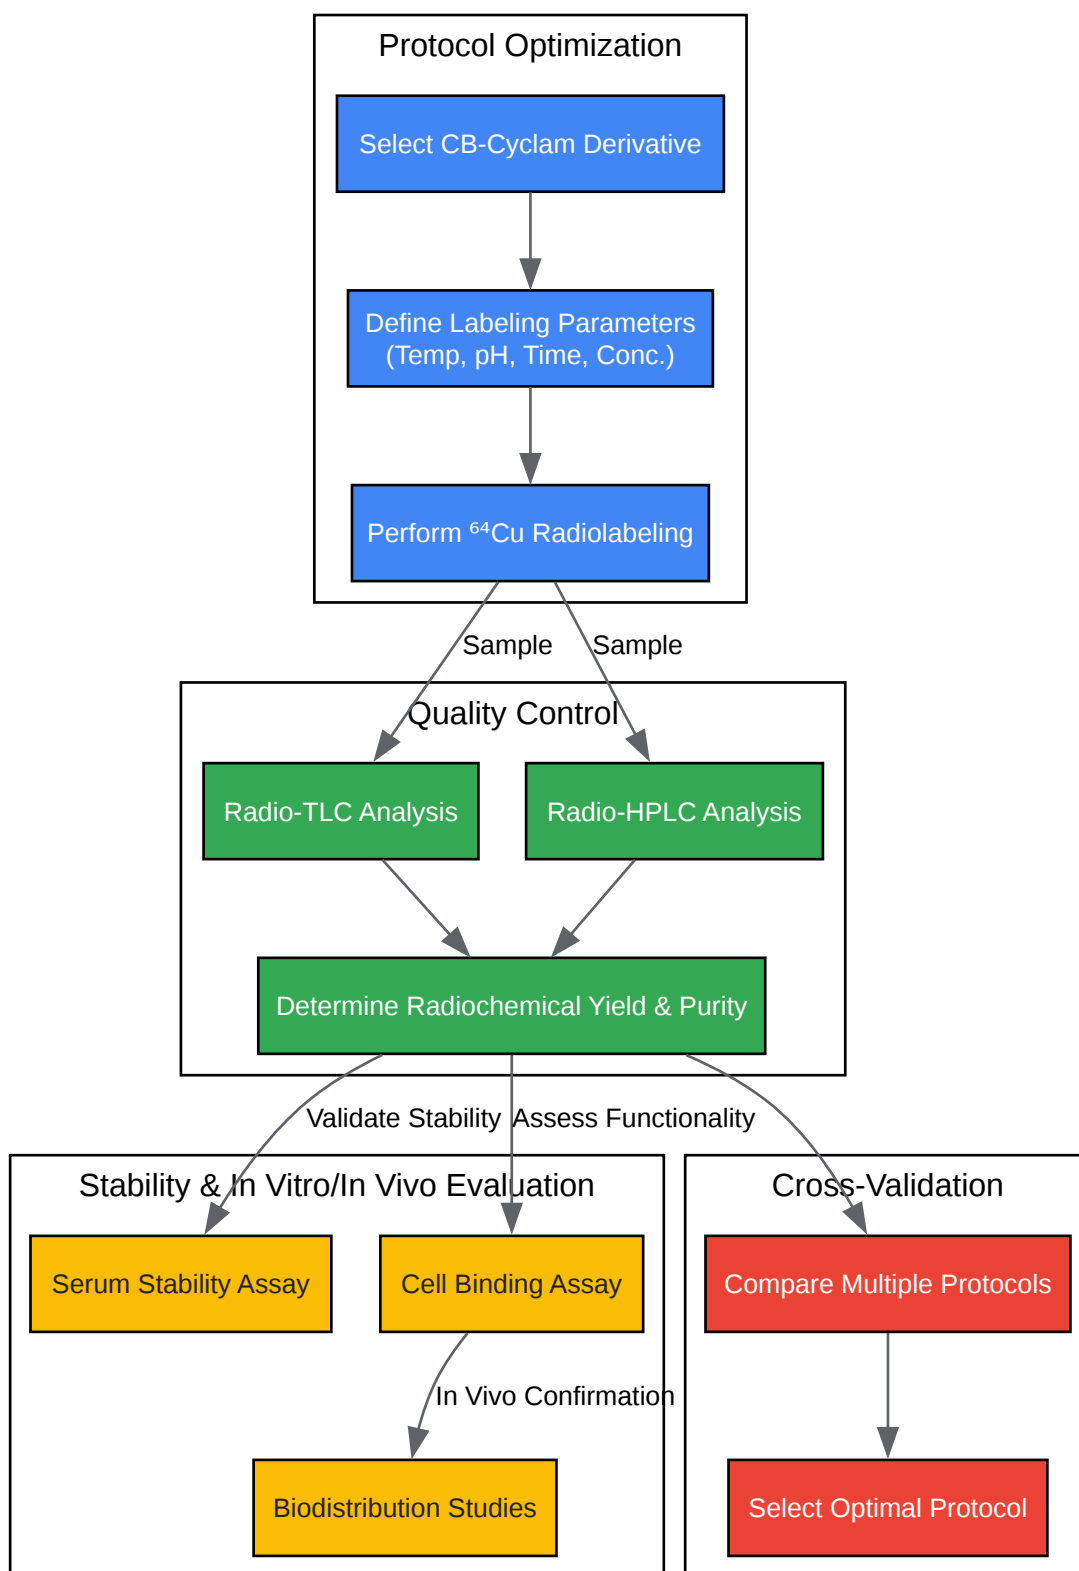 Protocol Optimization
Select CB-Cyclam Derivative
Define Labeling Parameters
(Temp, pH, Time, Conc.)
Perform ⁶⁴Cu Radiolabeling
Sample
Sample
Quality Control
Radio-TLC Analysis
Radio-HPLC Analysis
Determine Radiochemical Yield & Purity
Validate Stability
Assess Functionality
Stability & In Vitro/In Vivo Evaluation
Cross-Validation
Serum Stability Assay
Cell Binding Assay
Compare Multiple Protocols
In Vivo Confirmation
Biodistribution Studies
Select Optimal Protocol